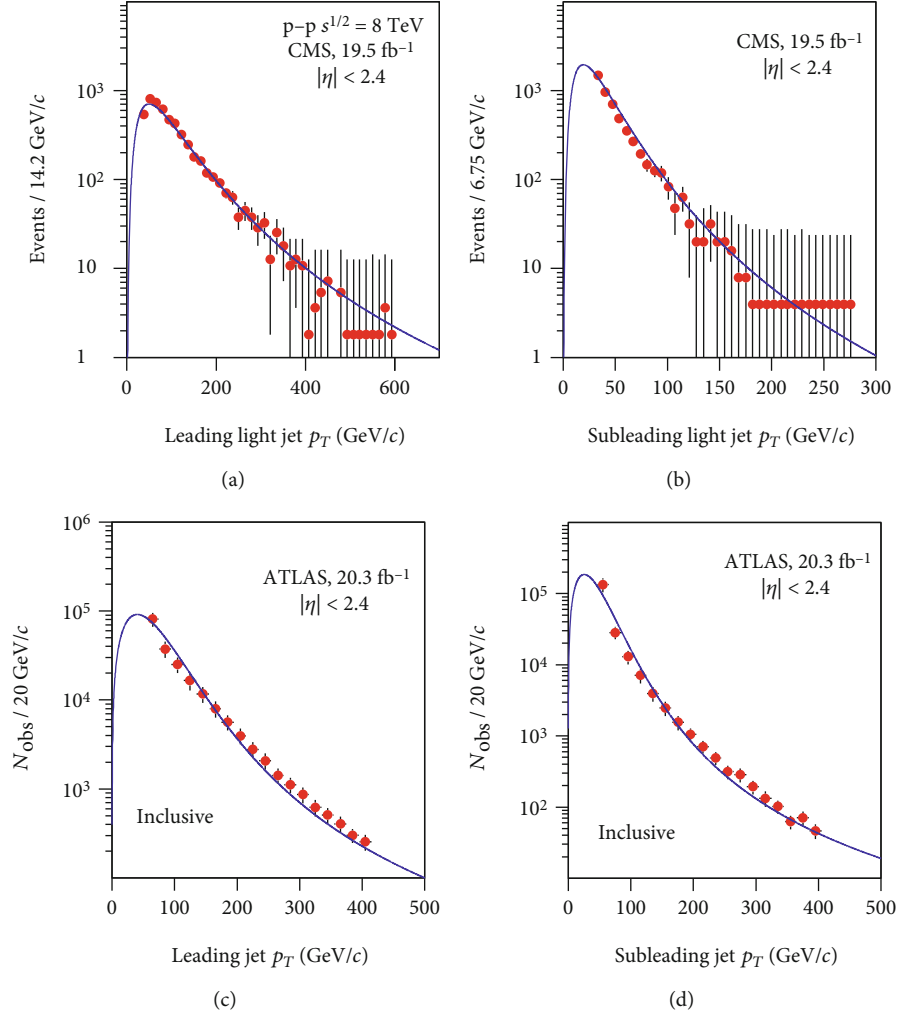 p–p s^{1/2} = 8 TeV
CMS, 19.5 fb⁻¹
|η| < 2.4
Events / 14.2 GeV/c
10³
10²
10
1
0 200 400 600
Leading light jet p_T (GeV/c)
(a)
CMS, 19.5 fb⁻¹
|η| < 2.4
Events / 6.75 GeV/c
10³
10²
10
1
0 50 100 150 200 250 300
Subleading light jet p_T (GeV/c)
(b)
ATLAS, 20.3 fb⁻¹
|η| < 2.4
N_obs / 20 GeV/c
10⁶
10⁵
10⁴
10³
Inclusive
0 100 200 300 400 500
Leading jet p_T (GeV/c)
(c)
ATLAS, 20.3 fb⁻¹
|η| < 2.4
N_obs / 20 GeV/c
10⁵
10⁴
10³
10²
Inclusive
0 100 200 300 400 500
Subleading jet p_T (GeV/c)
(d)